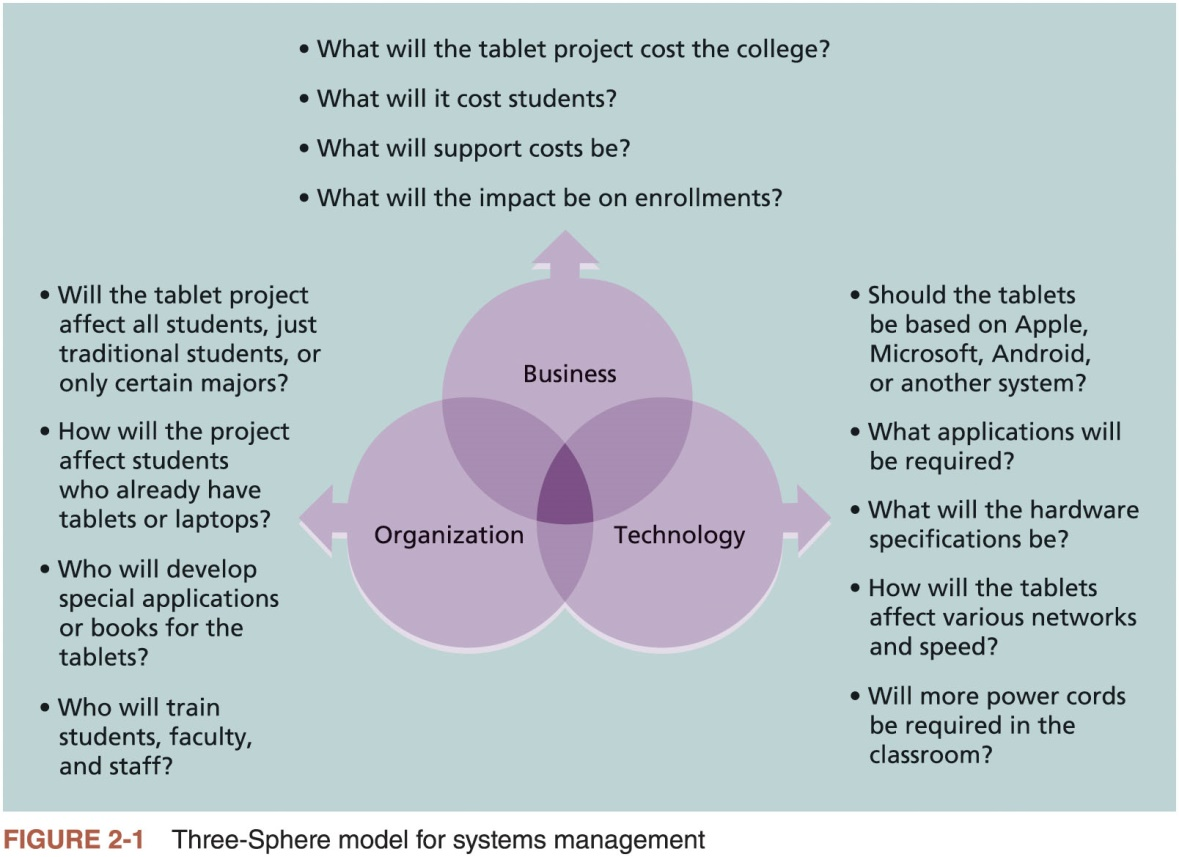 • What will the tablet project cost the college?
• What will it cost students?
• What will support costs be?
• What will the impact be on enrollments?
• Will the tablet project
affect all students, just
traditional students, or
only certain majors?
• How will the project
affect students
who already have
tablets or laptops?
• Who will develop
special applications
or books for the
tablets?
• Who will train
students, faculty,
and staff?
Business
Organization
Technology
• Should the tablets
be based on Apple,
Microsoft, Android,
or another system?
• What applications will
be required?
• What will the hardware
specifications be?
• How will the tablets
affect various networks
and speed?
• Will more power cords
be required in the
classroom?
FIGURE 2-1 Three-Sphere model for systems management